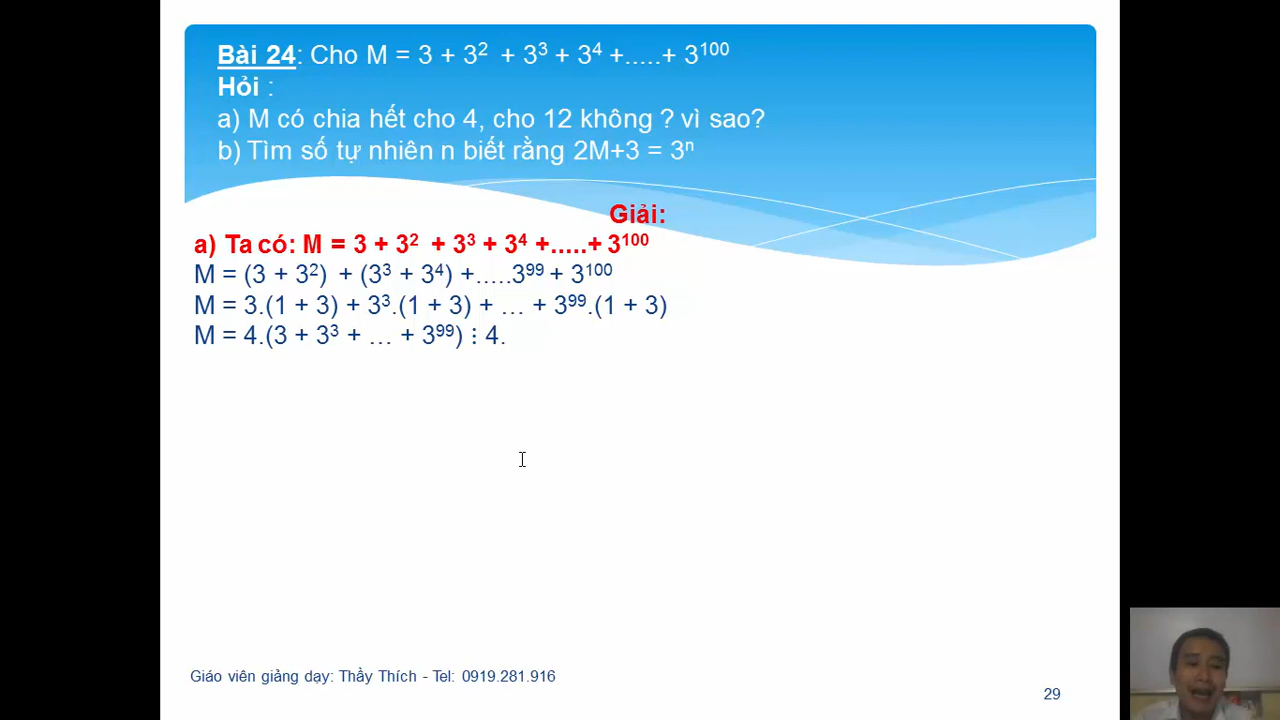 Bài 24: Cho M = 3 + 3² + 3³ + 3⁴ +.....+ 3¹⁰⁰
Hỏi :
a) M có chia hết cho 4, cho 12 không ? vì sao?
b) Tìm số tự nhiên n biết rằng 2M+3 = 3ⁿ
Giải:
a) Ta có: M = 3 + 3² + 3³ + 3⁴ +.....+ 3¹⁰⁰
M = (3 + 3²) + (3³ + 3⁴) +.....3⁹⁹ + 3¹⁰⁰
M = 3.(1 + 3) + 3³.(1 + 3) + … + 3⁹⁹.(1 + 3)
M = 4.(3 + 3³ + … + 3⁹⁹) ⋮ 4.
Giáo viên giảng dạy: Thầy Thích - Tel: 0919.281.916
29